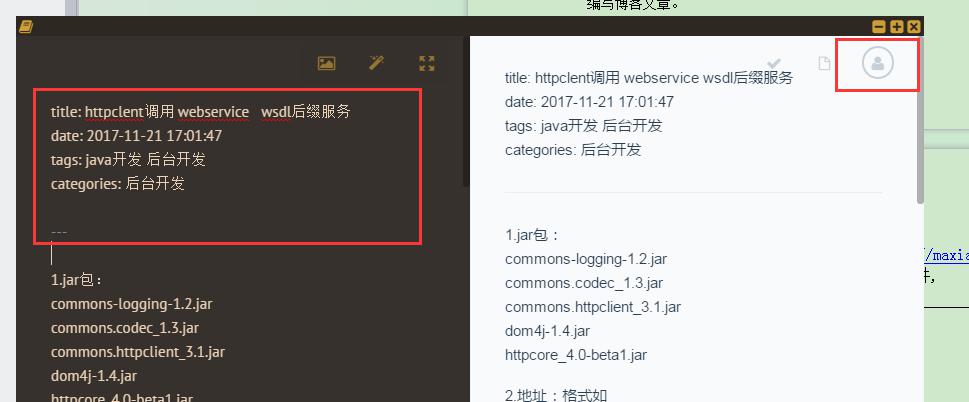 编写博客文章。
title: httpclent调用 webservice wsdl后缀服务
date: 2017-11-21 17:01:47
tags: java开发 后台开发
categories: 后台开发
---
1.jar包：
commons-logging-1.2.jar
commons.codec_1.3.jar
commons.httpclient_3.1.jar
dom4j-1.4.jar
httpcore_4.0-beta1.jar
title: httpclent调用 webservice wsdl后缀服务
date: 2017-11-21 17:01:47
tags: java开发 后台开发
categories: 后台开发
1.jar包：
commons-logging-1.2.jar
commons.codec_1.3.jar
commons.httpclient_3.1.jar
dom4j-1.4.jar
httpcore_4.0-beta1.jar
2.地址：格式如
//maxia